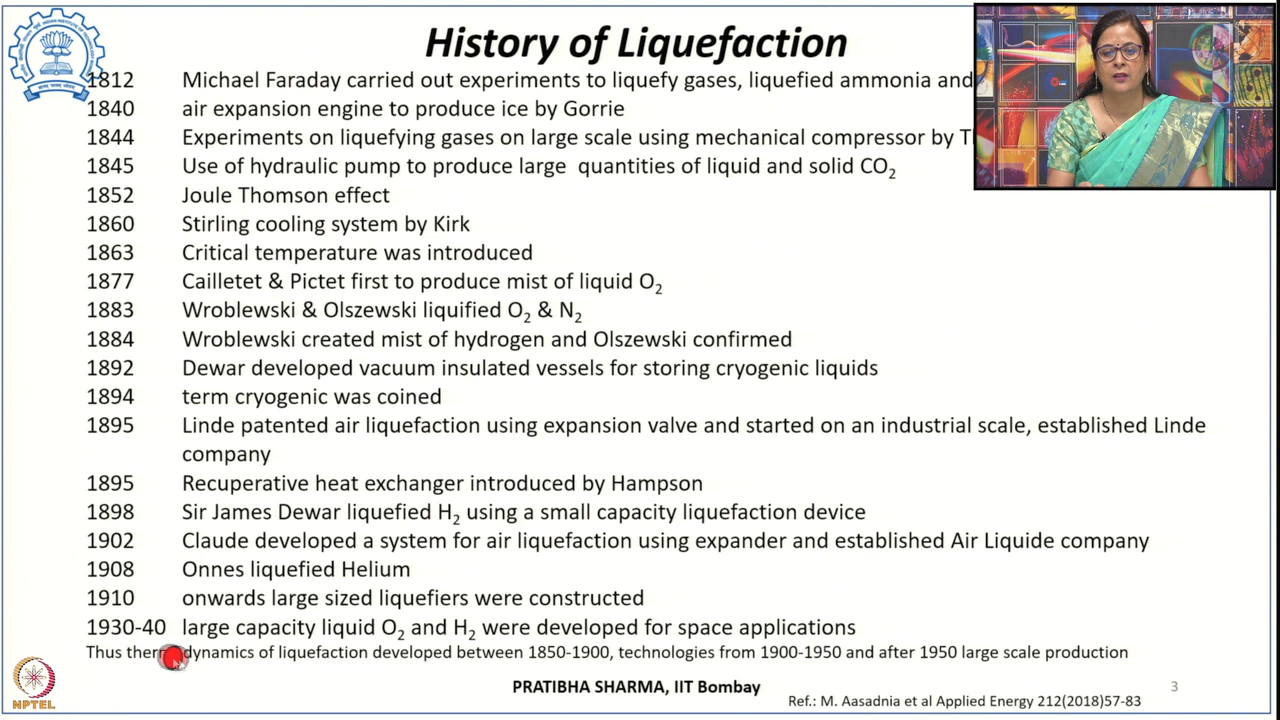 History of Liquefaction
1812 Michael Faraday carried out experiments to liquefy gases, liquefied ammonia and
1840 air expansion engine to produce ice by Gorrie
1844 Experiments on liquefying gases on large scale using mechanical compressor by
1845 Use of hydraulic pump to produce large quantities of liquid and solid CO₂
1852 Joule Thomson effect
1860 Stirling cooling system by Kirk
1863 Critical temperature was introduced
1877 Cailletet & Pictet first to produce mist of liquid O₂
1883 Wroblewski & Olszewski liquified O₂ & N₂
1884 Wroblewski created mist of hydrogen and Olszewski confirmed
1892 Dewar developed vacuum insulated vessels for storing cryogenic liquids
1894 term cryogenic was coined
1895 Linde patented air liquefaction using expansion valve and started on an industrial scale, established Linde
company
1895 Recuperative heat exchanger introduced by Hampson
1898 Sir James Dewar liquefied H₂ using a small capacity liquefaction device
1902 Claude developed a system for air liquefaction using expander and established Air Liquide company
1908 Onnes liquefied Helium
1910 onwards large sized liquefiers were constructed
1930-40 large capacity liquid O₂ and H₂ were developed for space applications
Thus thermodynamics of liquefaction developed between 1850-1900, technologies from 1900-1950 and after 1950 large scale production
PRATIBHA SHARMA, IIT Bombay
3
Ref.: M. Aasadnia et al Applied Energy 212(2018)57-83
NPTEL